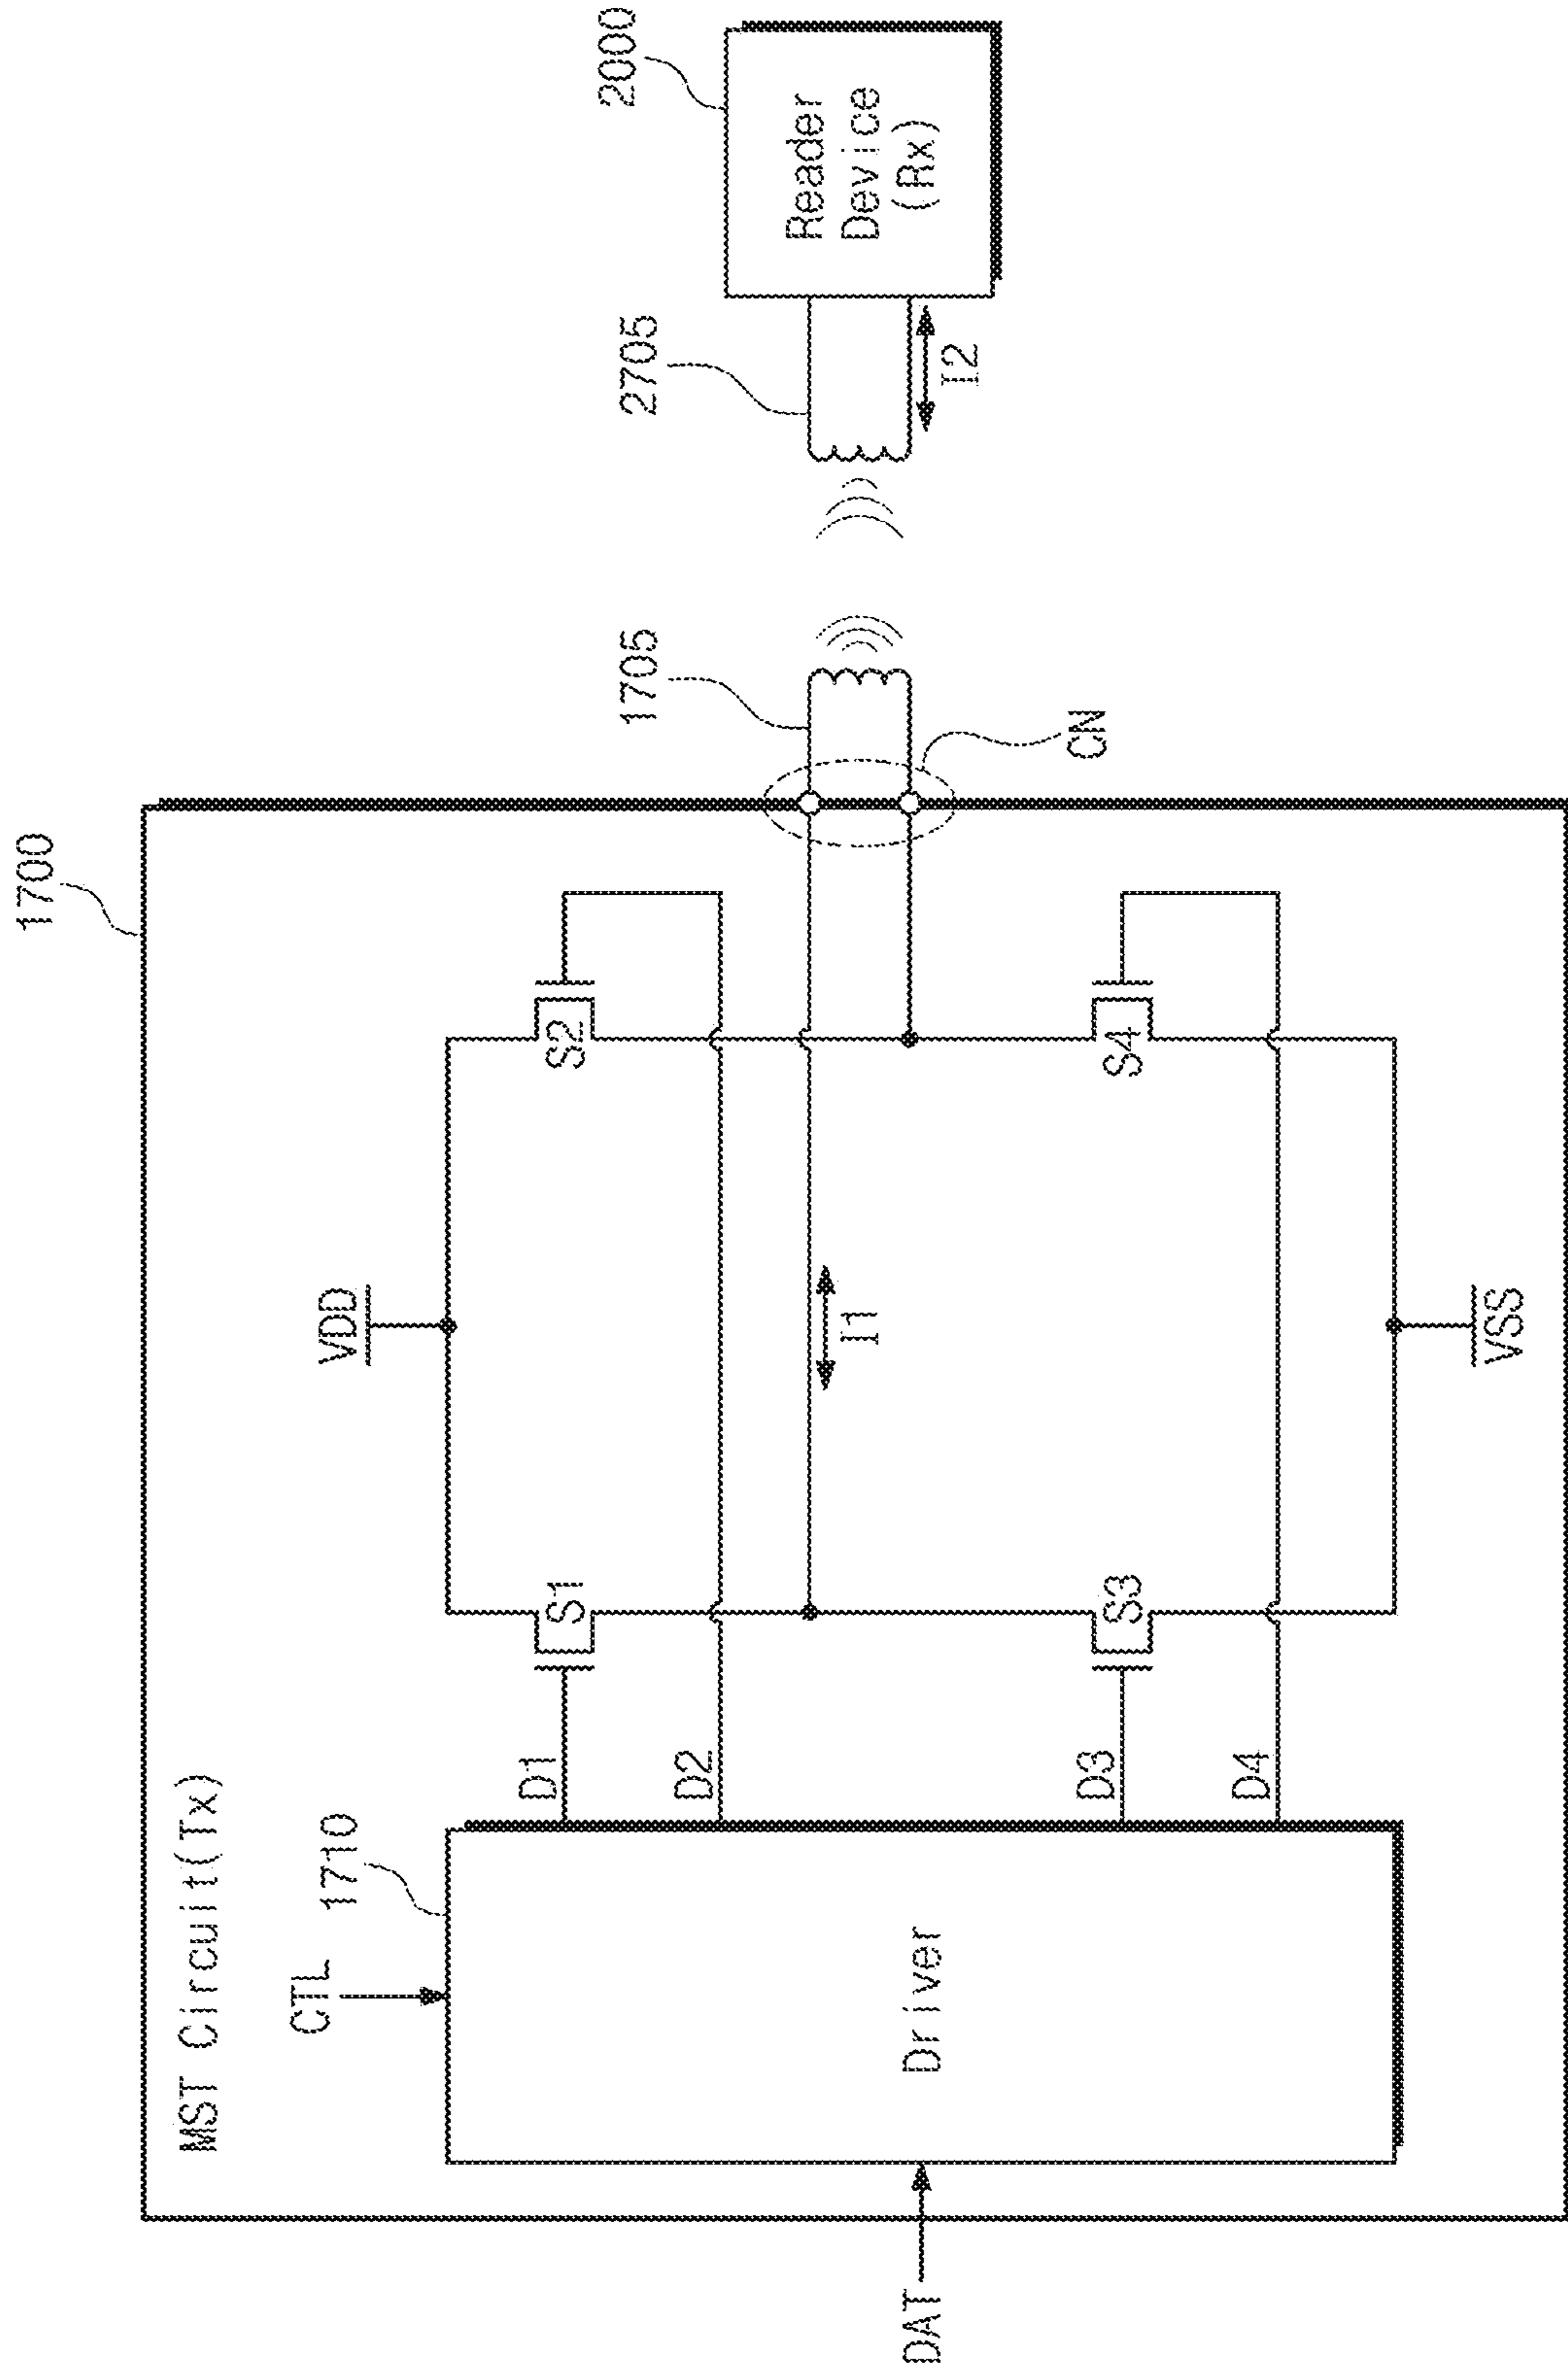 1700
MST Circuit(Tx)
CTL
1710
VDD
D1
S1
S2
D2
DAT
Driver
I1
1705
2705
2000
Reader
Device
(Rx)
I2
CN
D3
S3
S4
D4
VSS